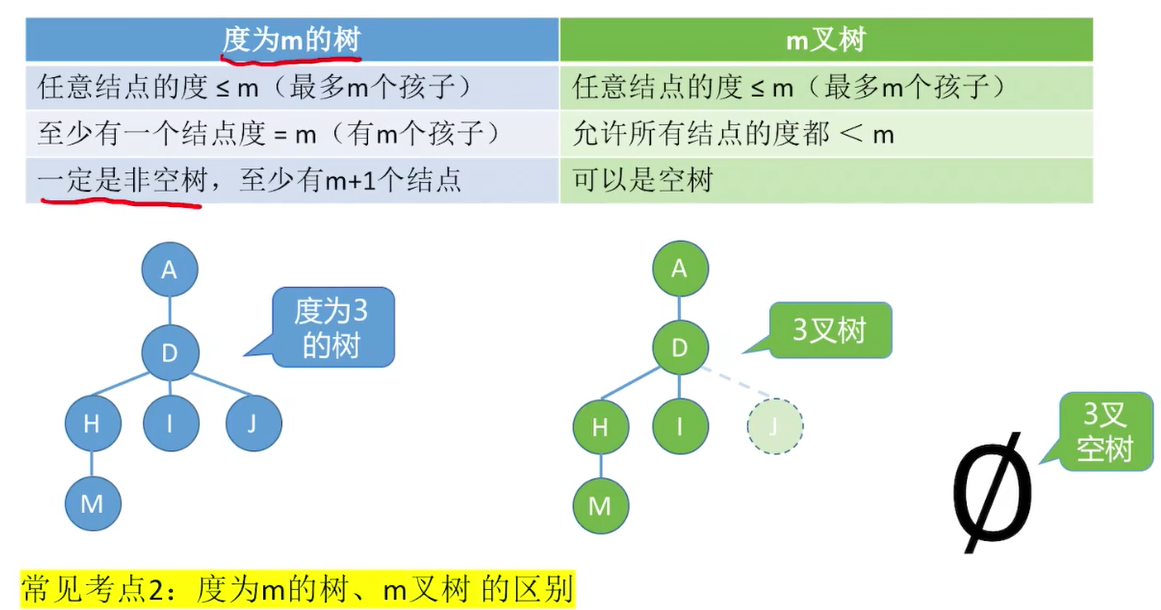 度为m的树
m叉树
任意结点的度 ≤ m（最多m个孩子）
任意结点的度 ≤ m（最多m个孩子）
至少有一个结点度 = m（有m个孩子）
允许所有结点的度都 ＜ m
一定是非空树，至少有m+1个结点
可以是空树
A
D
H
I
J
M
度为3
的树
A
D
H
I
J
M
3叉树
Ø
3叉
空树
常见考点2：度为m的树、m叉树 的区别